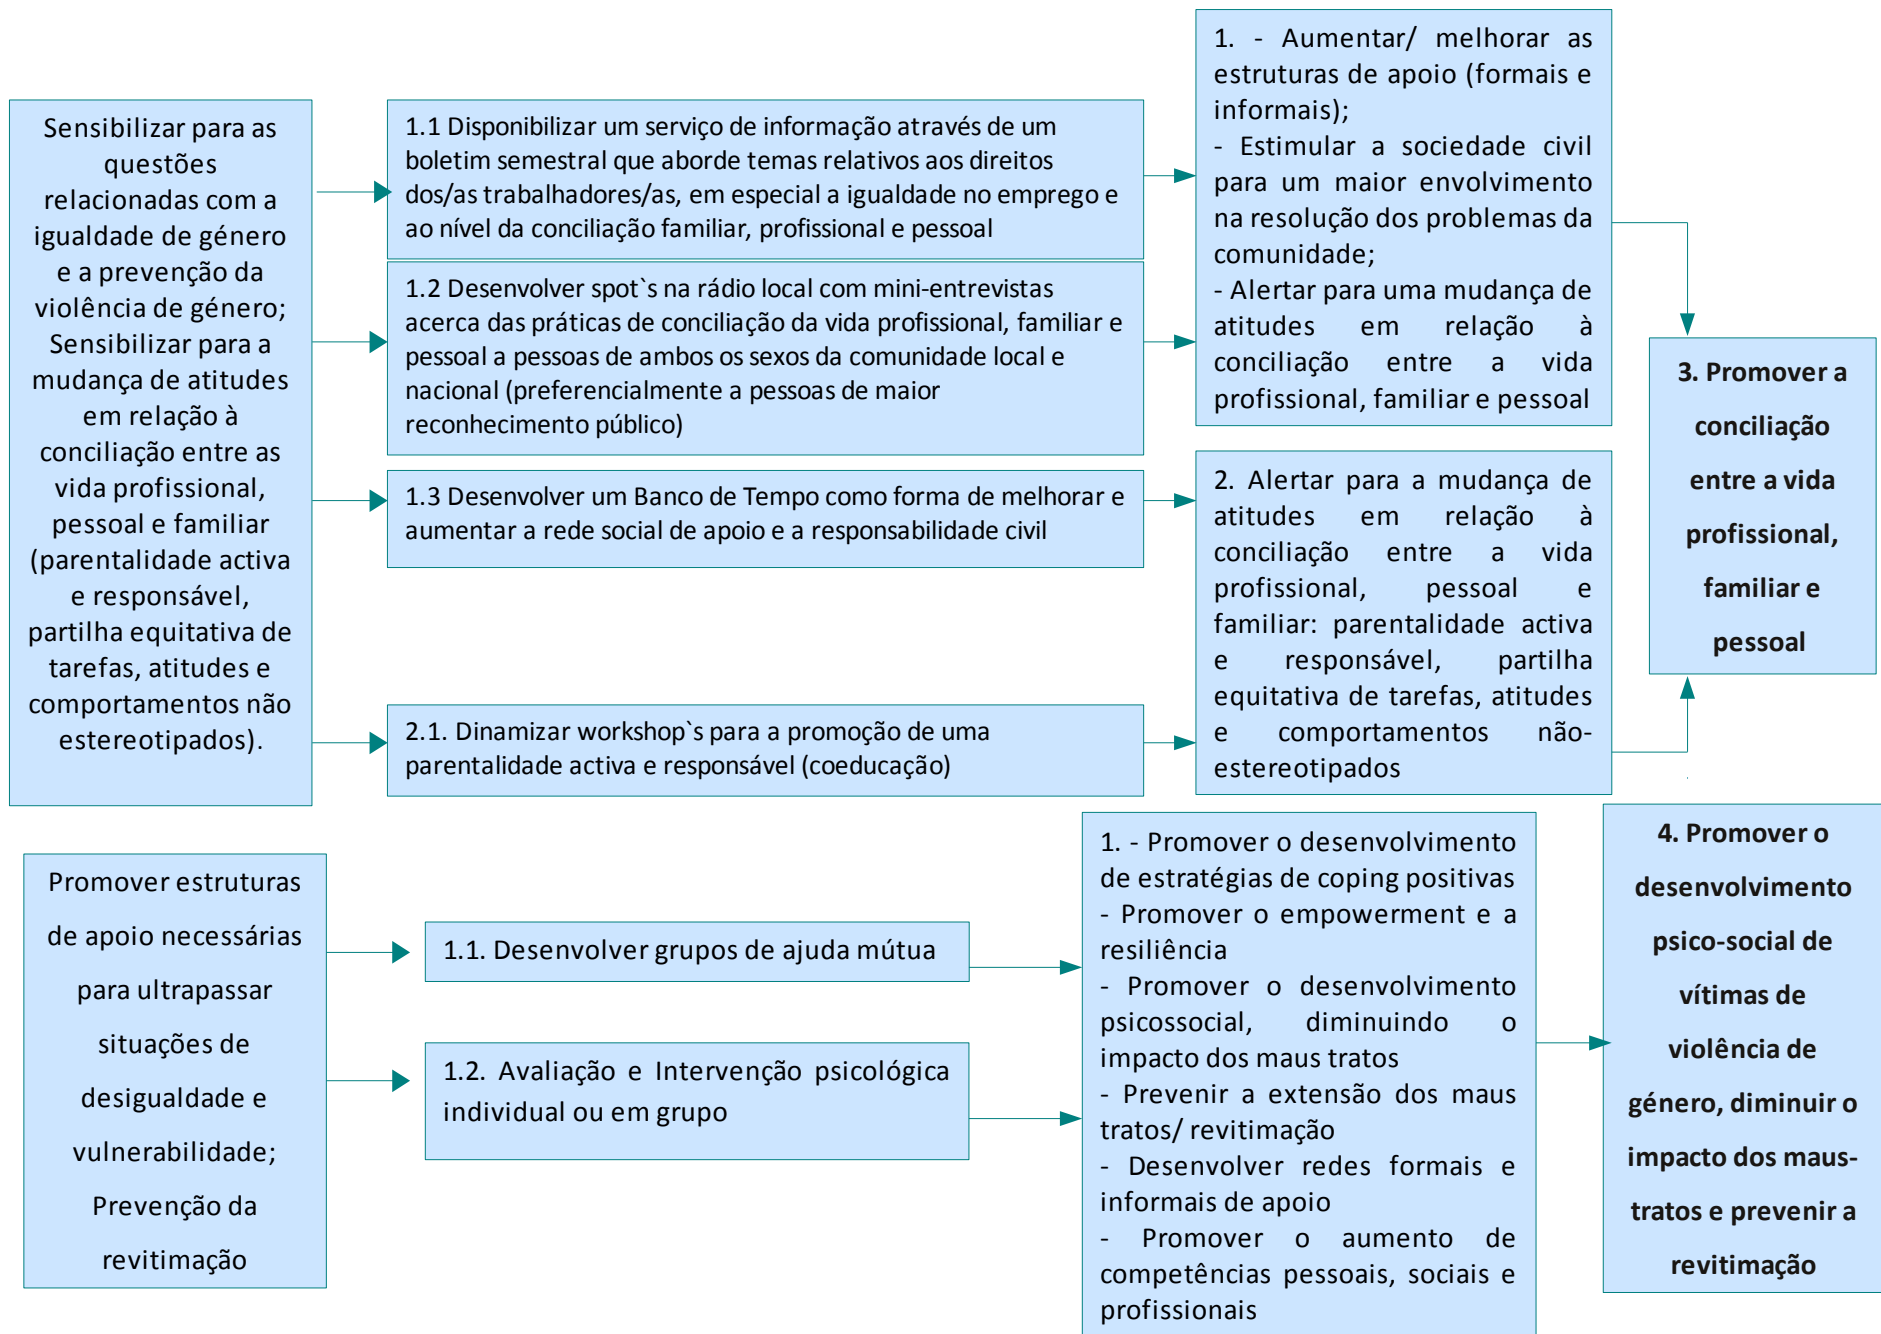 Sensibilizar para as
questões
relacionadas com a
igualdade de género
e a prevenção da
violência de género;
Sensibilizar para a
mudança de atitudes
em relação à
conciliação entre as
vida profissional,
pessoal e familiar
(parentalidade activa
e responsável,
partilha equitativa de
tarefas, atitudes e
comportamentos não
estereotipados).
1.1 Disponibilizar um serviço de informação através de um
boletim semestral que aborde temas relativos aos direitos
dos/as trabalhadores/as, em especial a igualdade no emprego e
ao nível da conciliação familiar, profissional e pessoal
1.2 Desenvolver spot`s na rádio local com mini-entrevistas
acerca das práticas de conciliação da vida profissional, familiar e
pessoal a pessoas de ambos os sexos da comunidade local e
nacional (preferencialmente a pessoas de maior
reconhecimento público)
1.3 Desenvolver um Banco de Tempo como forma de melhorar e
aumentar a rede social de apoio e a responsabilidade civil
2.1. Dinamizar workshop`s para a promoção de uma
parentalidade activa e responsável (coeducação)
1. - Aumentar/ melhorar as
estruturas de apoio (formais e
informais);
- Estimular a sociedade civil
para um maior envolvimento
na resolução dos problemas da
comunidade;
- Alertar para uma mudança de
atitudes em relação à
conciliação entre a vida
profissional, familiar e pessoal
2. Alertar para a mudança de
atitudes em relação à
conciliação entre a vida
profissional, pessoal e
familiar: parentalidade activa
e responsável, partilha
equitativa de tarefas, atitudes
e comportamentos não-
estereotipados
3. Promover a
conciliação
entre a vida
profissional,
familiar e
pessoal
Promover estruturas
de apoio necessárias
para ultrapassar
situações de
desigualdade e
vulnerabilidade;
Prevenção da
revitimação
1.1. Desenvolver grupos de ajuda mútua
1.2. Avaliação e Intervenção psicológica
individual ou em grupo
1. - Promover o desenvolvimento
de estratégias de coping positivas
- Promover o empowerment e a
resiliência
- Promover o desenvolvimento
psicossocial, diminuindo o
impacto dos maus tratos
- Prevenir a extensão dos maus
tratos/ revitimação
- Desenvolver redes formais e
informais de apoio
- Promover o aumento de
competências pessoais, sociais e
profissionais
4. Promover o
desenvolvimento
psico-social de
vítimas de
violência de
género, diminuir o
impacto dos maus-
tratos e prevenir a
revitimação